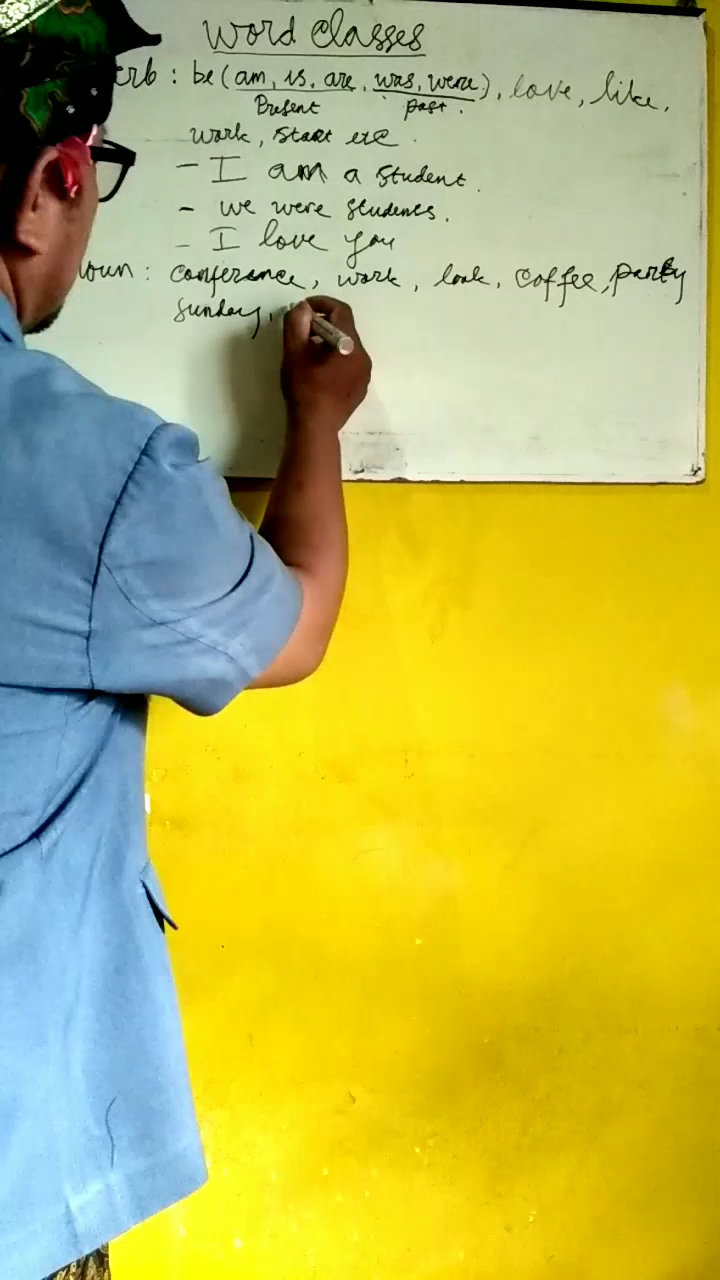 Word Classes
erb : be (am, is, are, was, were), love, like,
Present past.
work, start etc.
- I am a student.
- we were students.
- I love you
oun : conference, work, look, coffee, party
sunday,